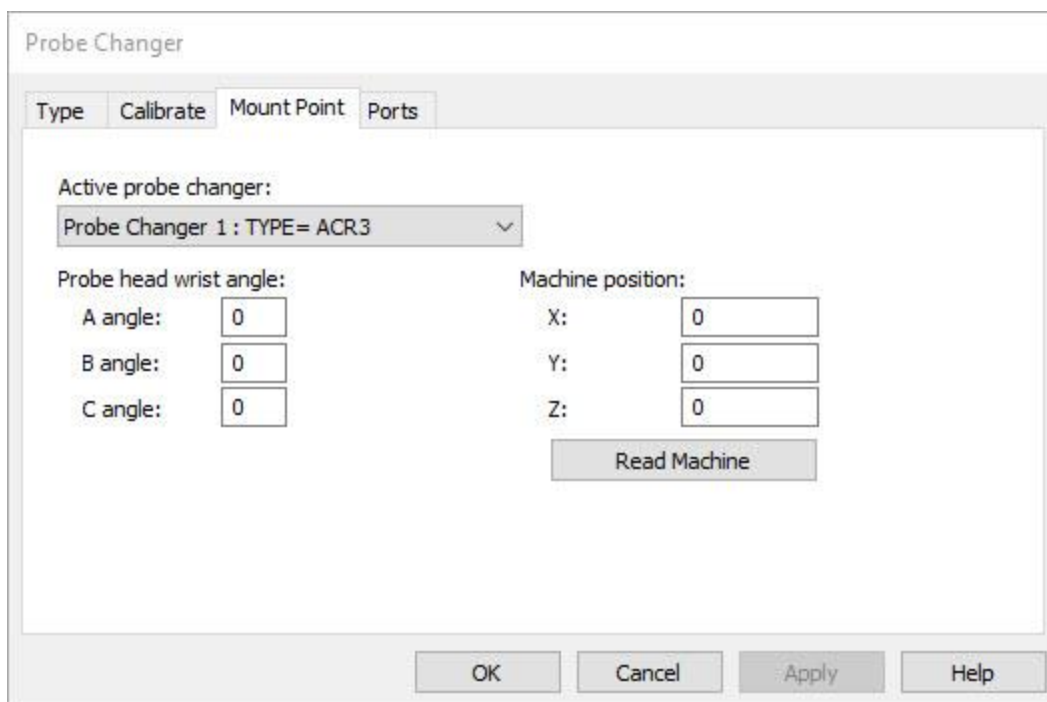 Probe Changer
Type Calibrate Mount Point Ports
Active probe changer:
Probe Changer 1 : TYPE= ACR3
Probe head wrist angle: Machine position:
A angle: 0 X: 0
B angle: 0 Y: 0
C angle: 0 Z: 0
Read Machine
OK Cancel Apply Help